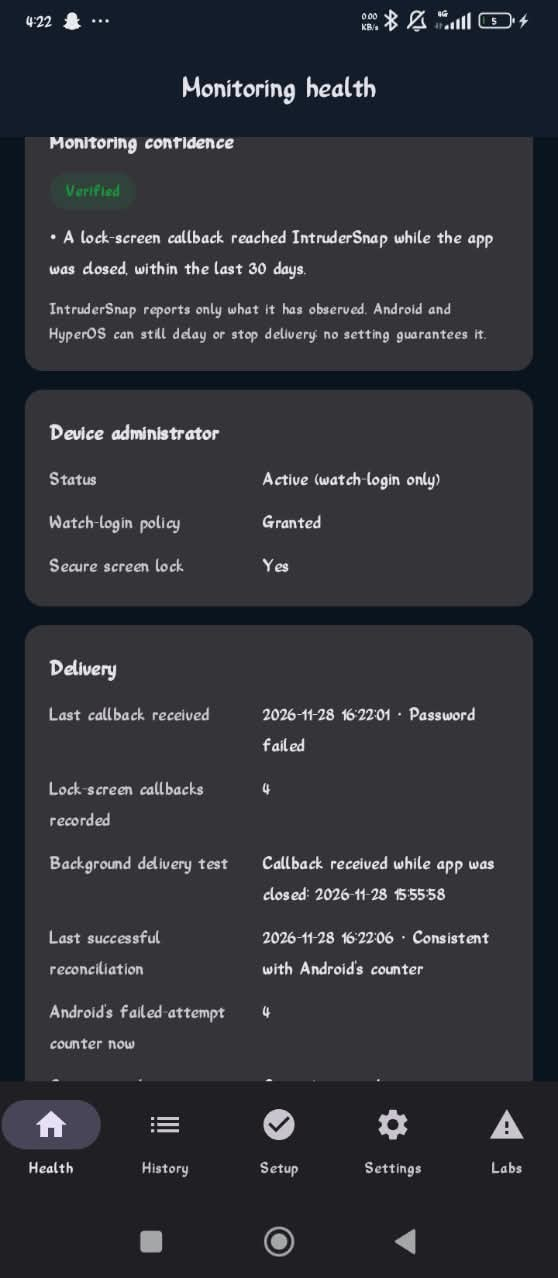 4:22 ... 0.00 KB/s 4G 5
Monitoring health
Monitoring confidence
Verified
• A lock-screen callback reached IntruderSnap while the app
was closed, within the last 30 days.
IntruderSnap reports only what it has observed. Android and
HyperOS can still delay or stop delivery; no setting guarantees it.
Device administrator
Status Active (watch-login only)
Watch-login policy Granted
Secure screen lock Yes
Delivery
Last callback received 2026-11-28 16:22:01 · Password
failed
Lock-screen callbacks 4
recorded
Background delivery test Callback received while app was
closed: 2026-11-28 15:55:58
Last successful 2026-11-28 16:22:06 · Consistent
reconciliation with Android's counter
Android's failed-attempt 4
counter now
Health History Setup Settings Labs